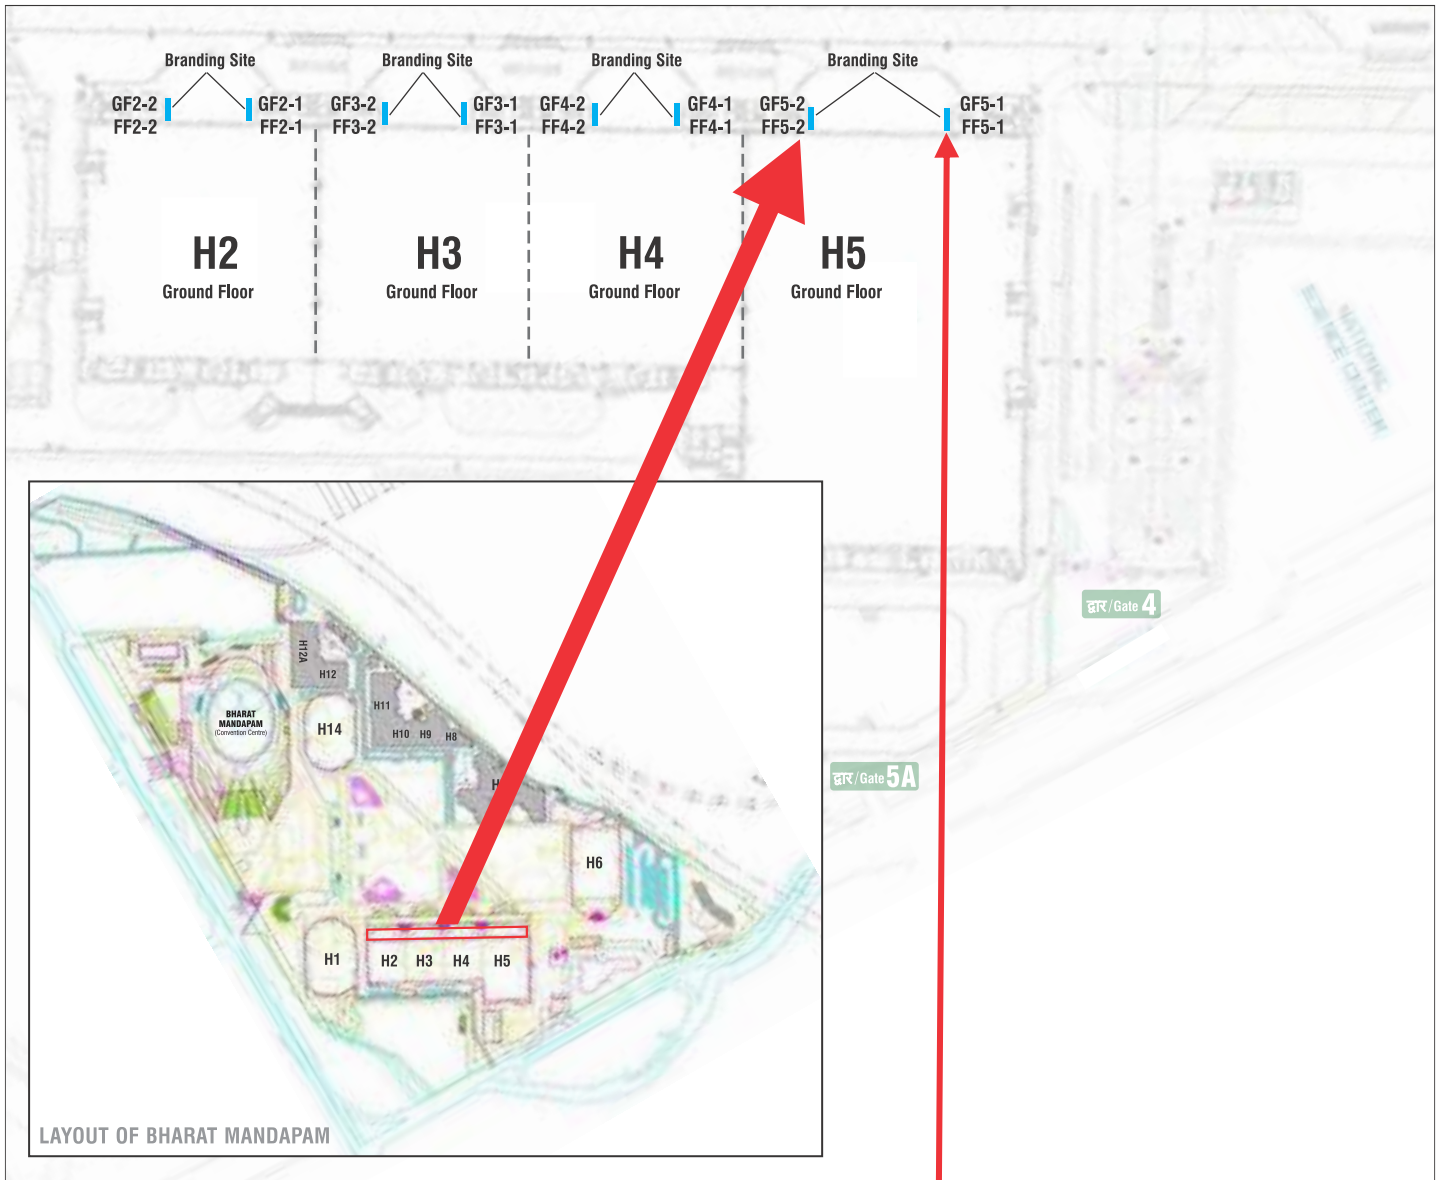 Branding Site
Branding Site
Branding Site
Branding Site
GF2-2
FF2-2
GF2-1
FF2-1
GF3-2
FF3-2
GF3-1
FF3-1
GF4-2
FF4-2
GF4-1
FF4-1
GF5-2
FF5-2
GF5-1
FF5-1
H2
Ground Floor
H3
Ground Floor
H4
Ground Floor
H5
Ground Floor
NATIONAL
SCIENCE CENTER
द्वार/Gate 4
द्वार/Gate 5A
H12A
H12
H11
H10
H9
H8
BHARAT
MANDAPAM
(Convention Centre)
H14
H6
H1
H2
H3
H4
H5
LAYOUT OF BHARAT MANDAPAM